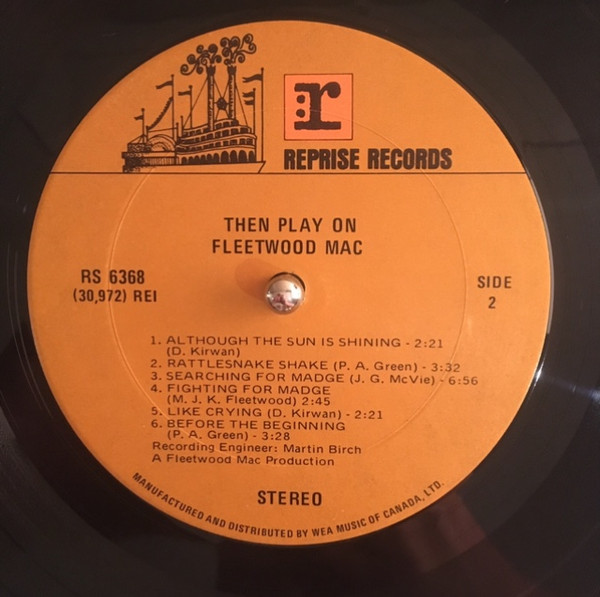 r
REPRISE RECORDS
THEN PLAY ON
FLEETWOOD MAC
RS 6368
(30,972) REI
SIDE
2
1. ALTHOUGH THE SUN IS SHINING - 2:21
(D. Kirwan)
2. RATTLESNAKE SHAKE (P. A. Green) - 3:32
3. SEARCHING FOR MADGE (J. G. McVie) - 6:56
4. FIGHTING FOR MADGE
(M. J. K. Fleetwood) 2:45
5. LIKE CRYING (D. Kirwan) - 2:21
6. BEFORE THE BEGINNING
(P. A. Green) - 3:28
Recording Engineer: Martin Birch
A Fleetwood Mac Production
STEREO
MANUFACTURED AND DISTRIBUTED BY WEA MUSIC OF CANADA, LTD.